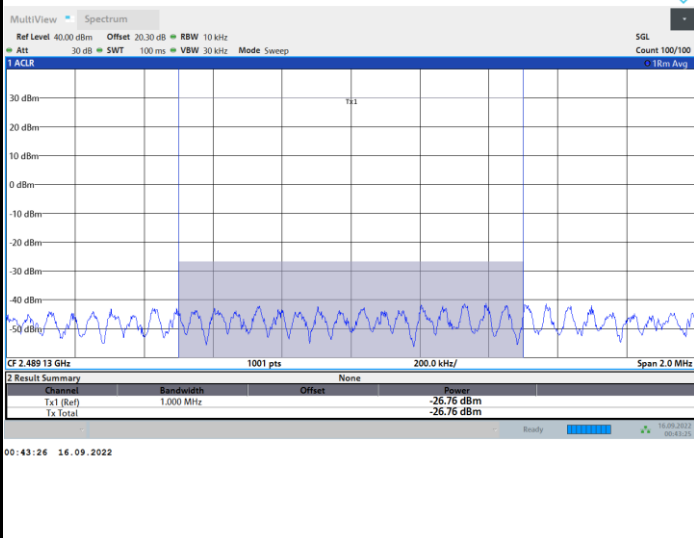 MultiView Spectrum
Ref Level 40.00 dBm Offset 20.30 dB RBW 10 kHz SGL
Att 30 dB SWT 100 ms VBW 30 kHz Mode Sweep Count 100/100
1 ACLR 1Rm Avg
Tx1
30 dBm
20 dBm
10 dBm
0 dBm
-10 dBm
-20 dBm
-30 dBm
-40 dBm
-50 dBm
CF 2.489 13 GHz 1001 pts 200.0 kHz/ Span 2.0 MHz
2 Result Summary None
Channel Bandwidth Offset Power
Tx1 (Ref) 1.000 MHz -26.76 dBm
Tx Total -26.76 dBm
Ready 16.09.2022
00:43:25
00:43:26 16.09.2022